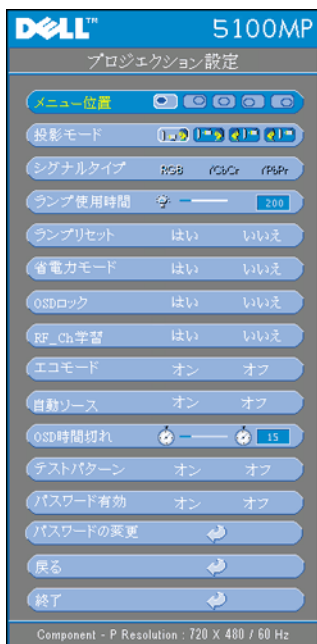 DELL™ 5100MP
プロジェクション設定
メニュー位置
投影モード
シグナルタイプ RGB YCbCr YPbPr
ランプ使用時間 200
ランプリセット はい いいえ
省電力モード はい いいえ
OSDロック はい いいえ
RF_Ch学習 はい いいえ
エコモード オン オフ
自動ソース オン オフ
OSD時間切れ 15
テストパターン オン オフ
パスワード有効 オン オフ
パスワードの変更
戻る
終了
Component - P Resolution : 720 X 480 / 60 Hz